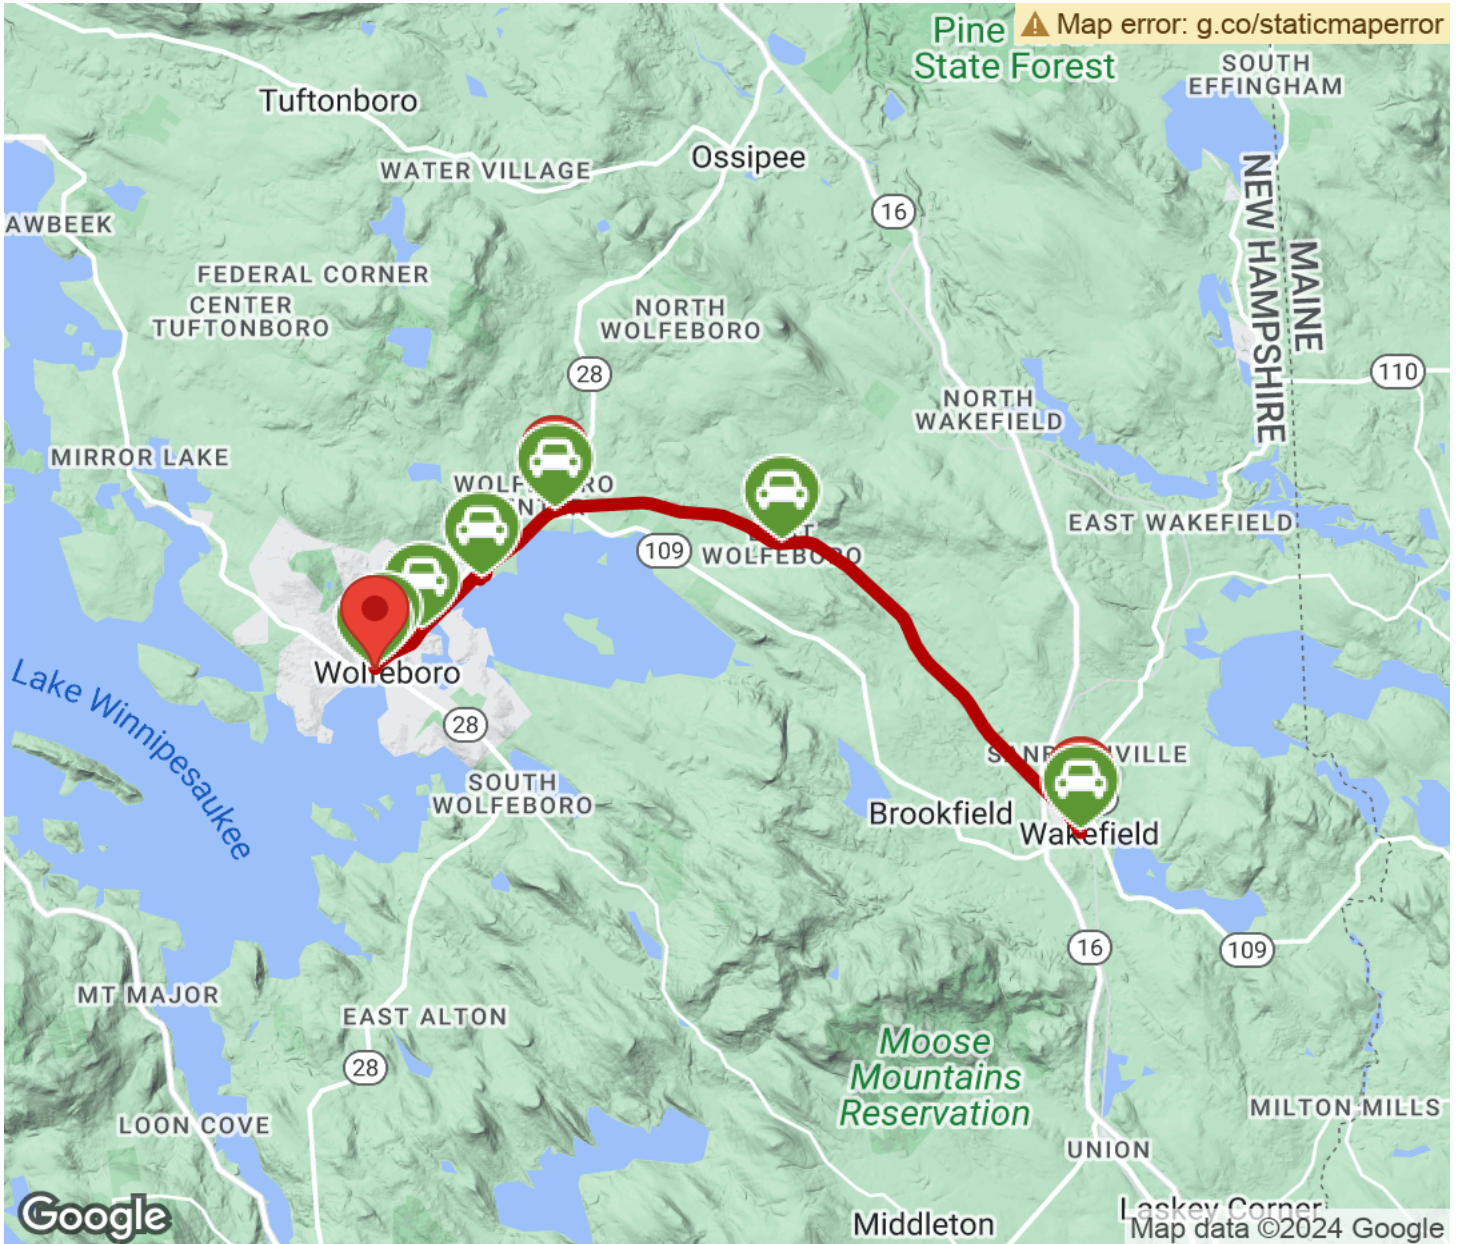 Map error: g.co/staticmaperror
Pine
State Forest
SOUTH
EFFINGHAM
Tuftonboro
Ossipee
WATER VILLAGE
16
NEW HAMPSHIRE
MAINE
AWBEEK
FEDERAL CORNER
CENTER
TUFTONBORO
NORTH
WOLFEBORO
28
110
NORTH
WAKEFIELD
MIRROR LAKE
EAST WAKEFIELD
109
WOLFEBORO
Wolfeboro
Lake Winnipesaukee
28
SOUTH
WOLFEBORO
Brookfield
Wakefield
16
109
MT MAJOR
EAST ALTON
28
Moose
Mountains
Reservation
LOON COVE
MILTON MILLS
UNION
Laskey Corner
Middleton
Google
Map data ©2024 Google